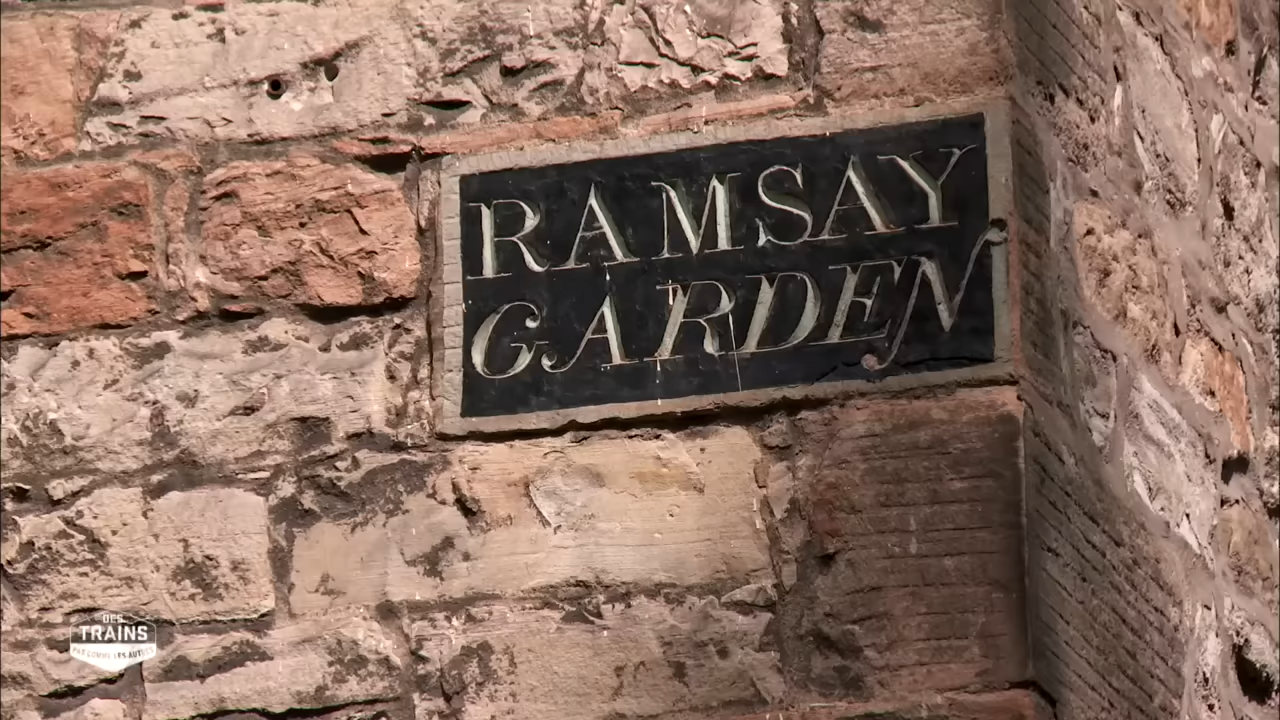 RAMSAY
GARDEN
DES
TRAINS
PAS COMME LES AUTRES